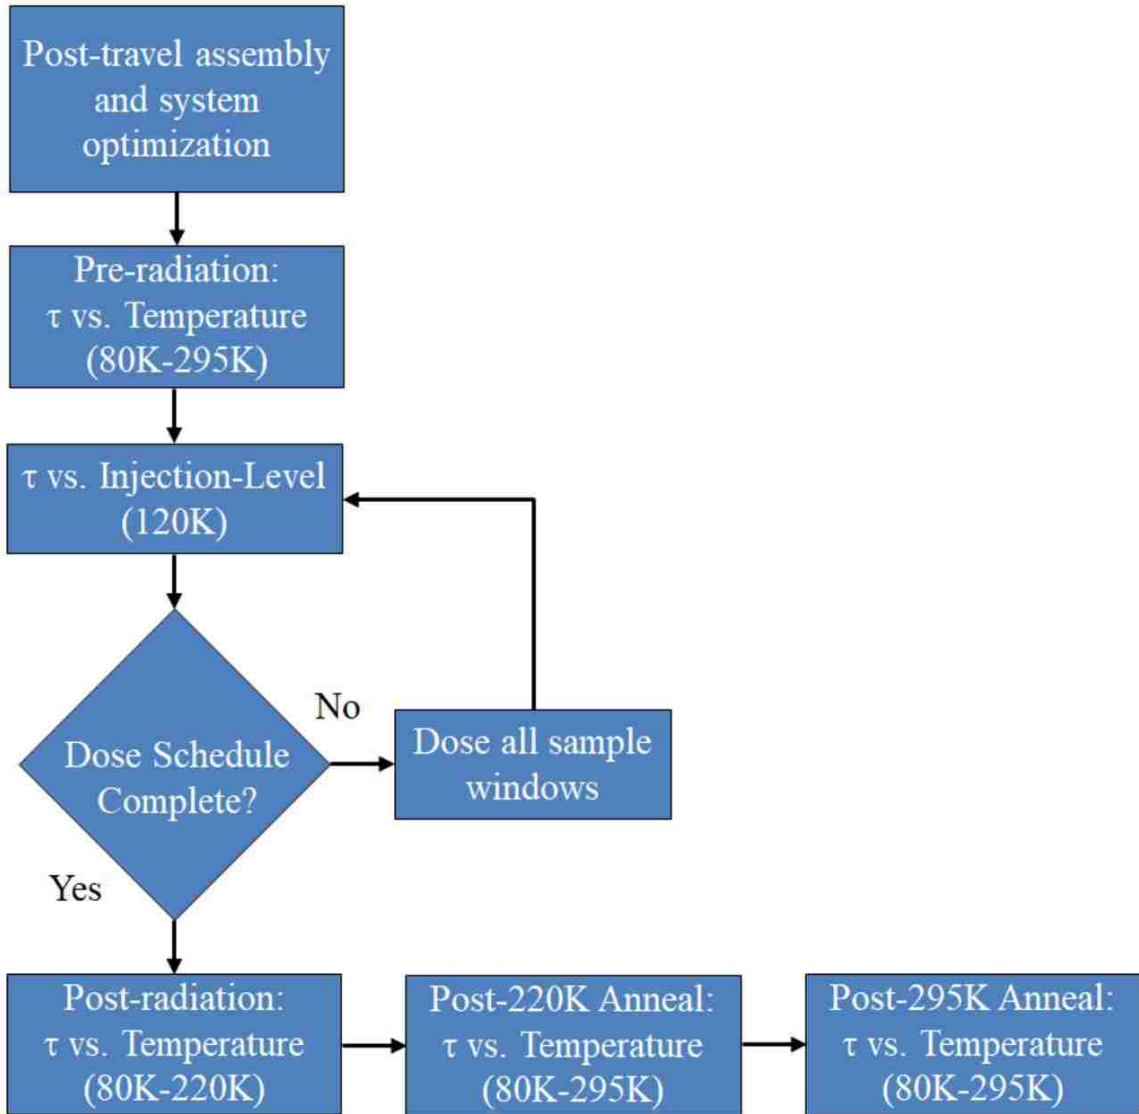 Post-travel assembly
and system
optimization
Pre-radiation:
τ vs. Temperature
(80K-295K)
τ vs. Injection-Level
(120K)
Dose Schedule
Complete?
No
Dose all sample
windows
Yes
Post-radiation:
τ vs. Temperature
(80K-220K)
Post-220K Anneal:
τ vs. Temperature
(80K-295K)
Post-295K Anneal:
τ vs. Temperature
(80K-295K)